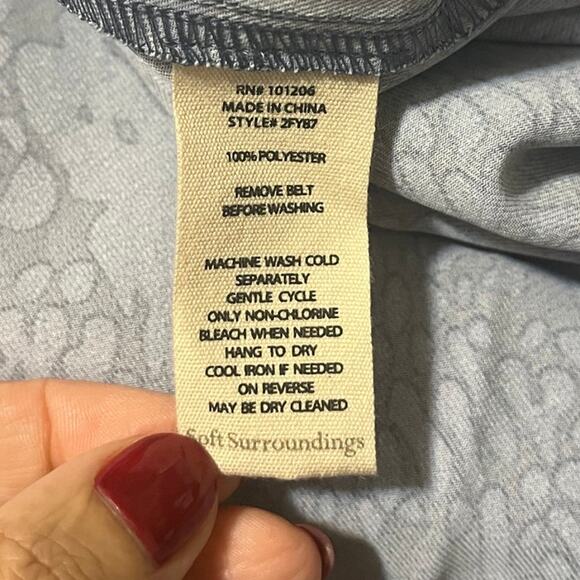 RN# 101206
MADE IN CHINA
STYLE# 2FY87
100% POLYESTER
REMOVE BELT
BEFORE WASHING
MACHINE WASH COLD
SEPARATELY
GENTLE CYCLE
ONLY NON-CHLORINE
BLEACH WHEN NEEDED
HANG TO DRY
COOL IRON IF NEEDED
ON REVERSE
MAY BE DRY CLEANED
Soft Surroundings